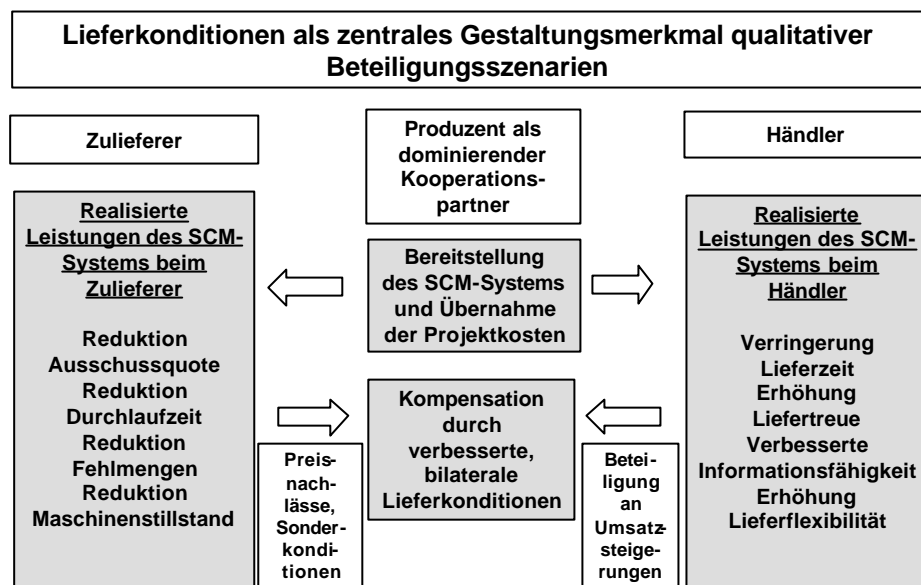 Lieferkonditionen als zentrales Gestaltungsmerkmal qualitativer
Beteiligungsszenarien
Zulieferer
Produzent als
dominierender
Kooperations-
partner
Händler
Realisierte
Leistungen des SCM-
Systems beim
Zulieferer
Reduktion
Ausschussquote
Reduktion
Durchlaufzeit
Reduktion
Fehlmengen
Reduktion
Maschinenstillstand
Bereitstellung
des SCM-Systems
und Übernahme
der Projektkosten
Kompensation
durch
verbesserte,
bilaterale
Lieferkonditionen
Preis-
nach-
lässe,
Sonder-
kondi-
tionen
Betei-
ligung
an
Umsatz-
steige-
rungen
Realisierte
Leistungen des SCM-
Systems beim
Händler
Verringerung
Lieferzeit
Erhöhung
Liefertreue
Verbesserte
Informationsfähigkeit
Erhöhung
Lieferflexibilität